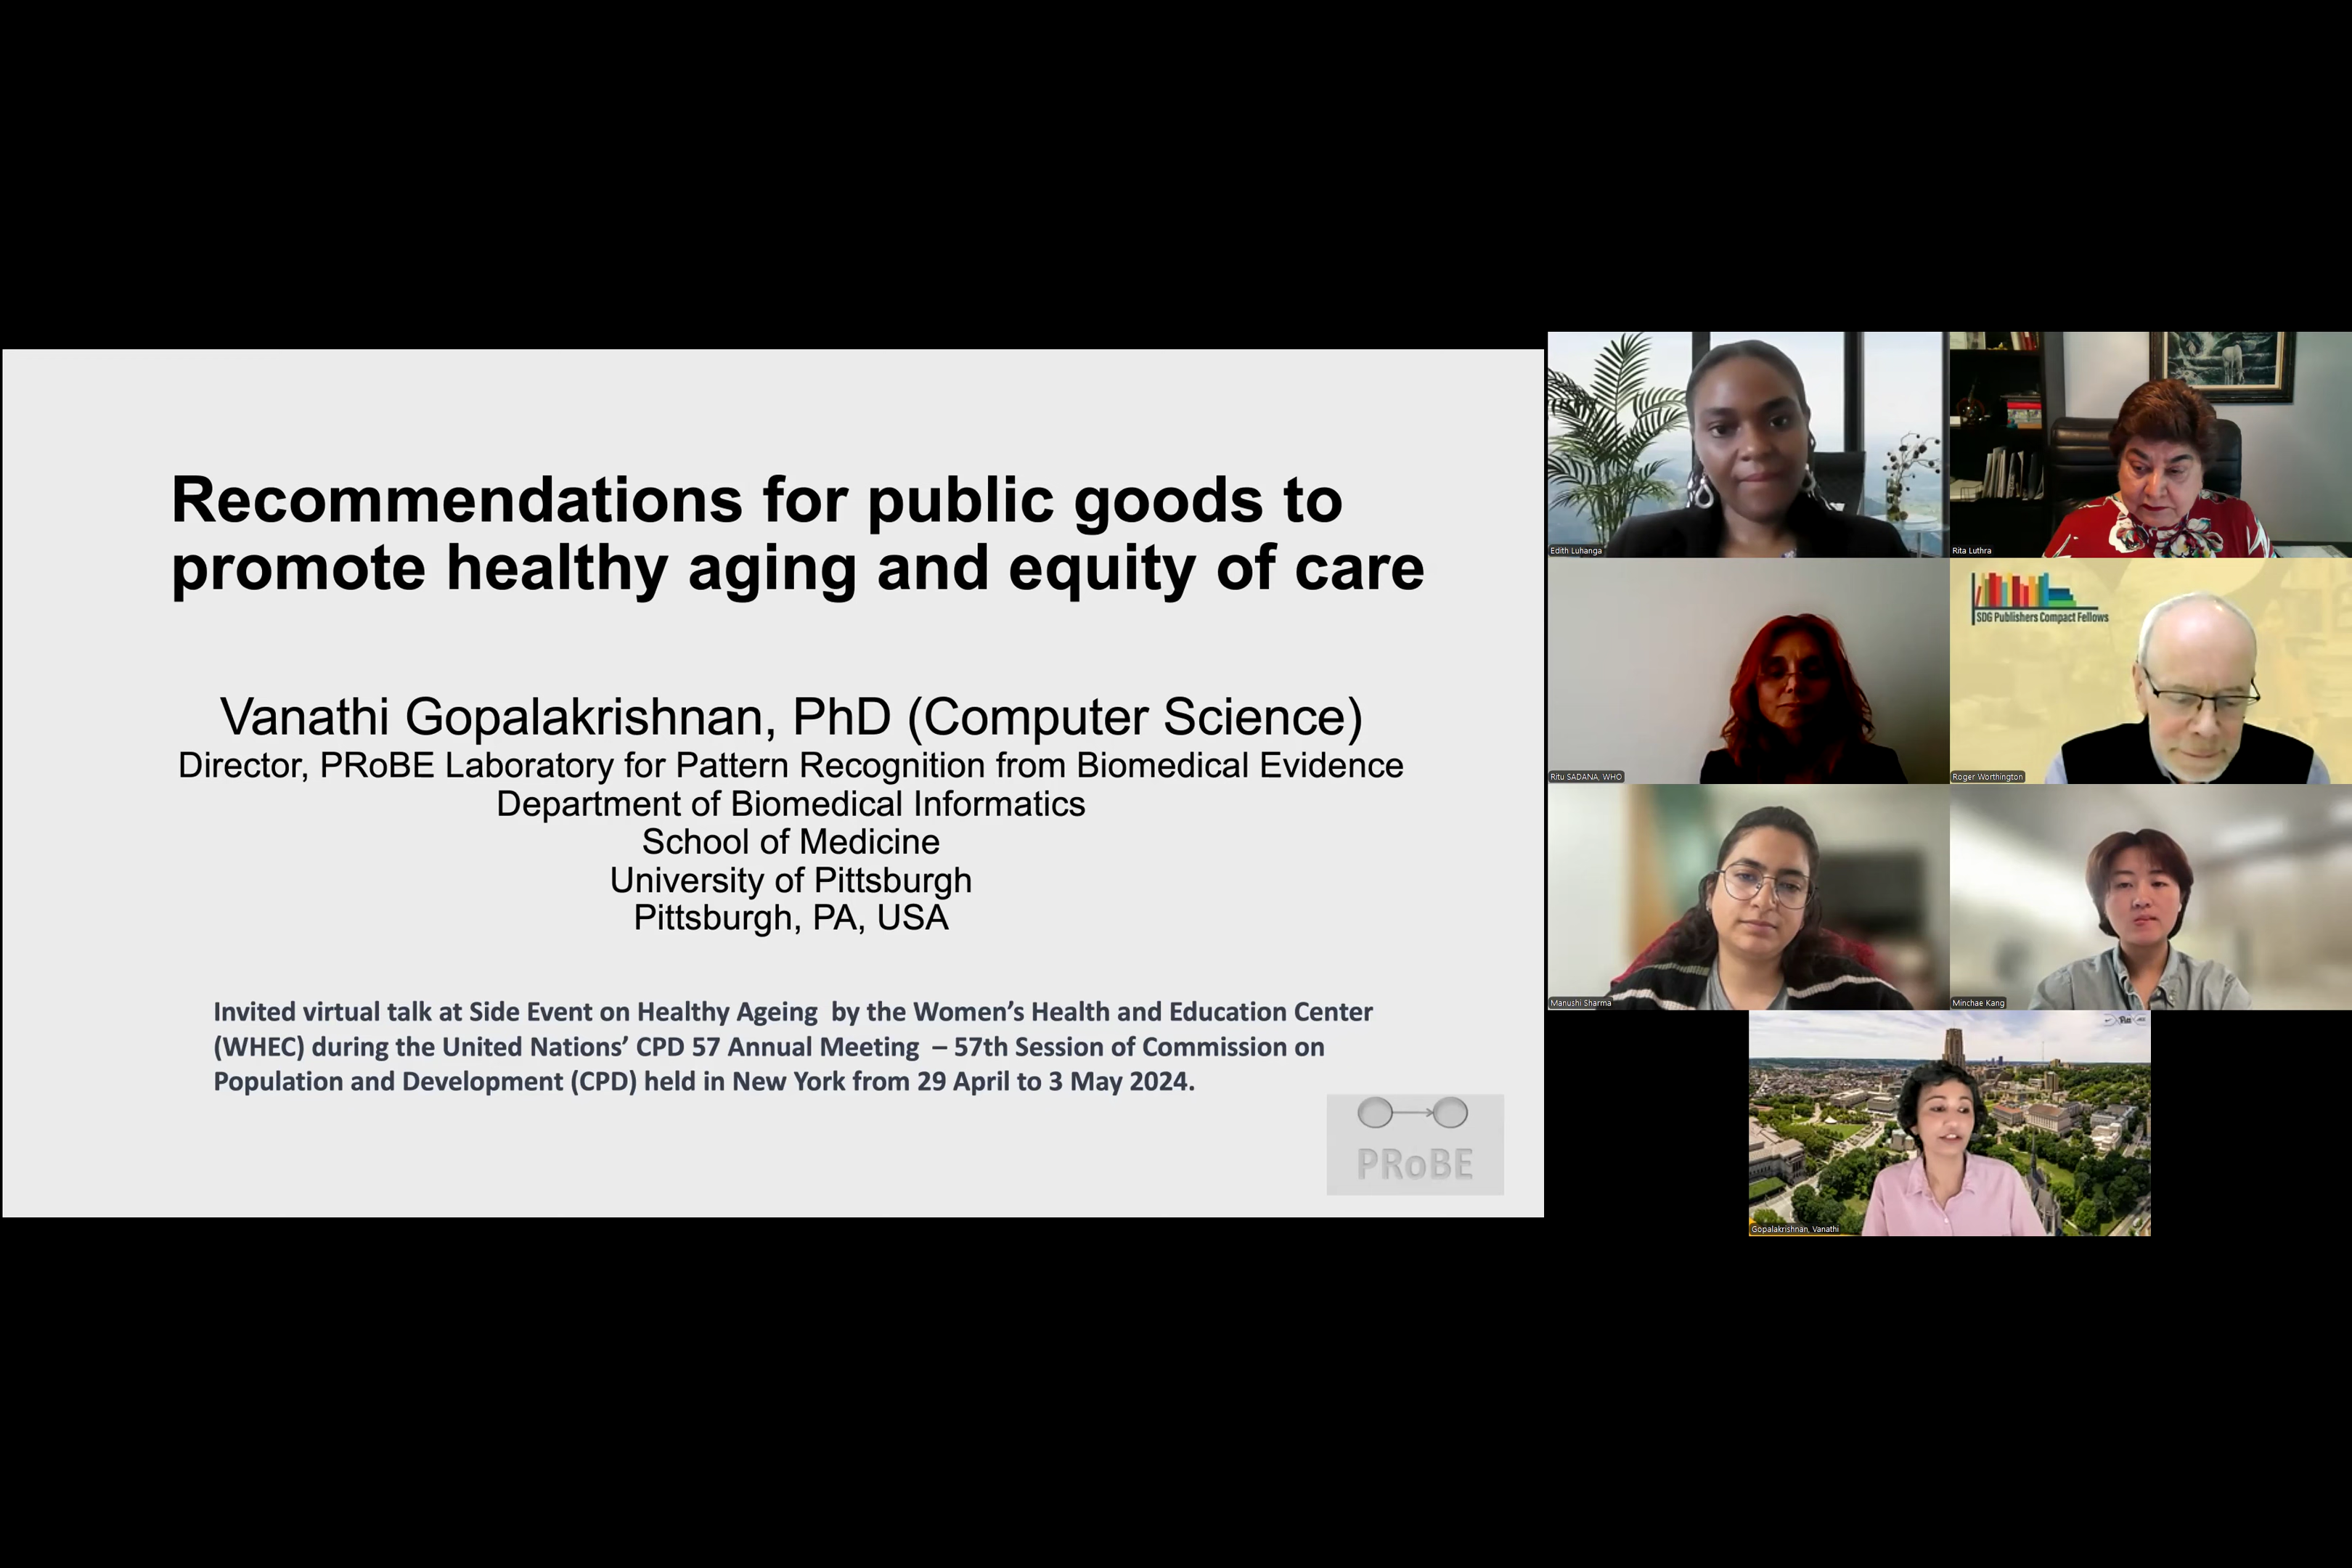 Recommendations for public goods to
promote healthy aging and equity of care
Vanathi Gopalakrishnan, PhD (Computer Science)
Director, PRoBE Laboratory for Pattern Recognition from Biomedical Evidence
Department of Biomedical Informatics
School of Medicine
University of Pittsburgh
Pittsburgh, PA, USA
Invited virtual talk at Side Event on Healthy Ageing  by the Women’s Health and Education Center
(WHEC) during the United Nations’ CPD 57 Annual Meeting  – 57th Session of Commission on
Population and Development (CPD) held in New York from 29 April to 3 May 2024.
PRoBE
Edith Luhanga
Rita Luthra
Ritu SADANA, WHO
SDG Publishers Compact Fellows
Roger Worthington
Manushi Sharma
Minchae Kang
Gopalakrishnan, Vanathi